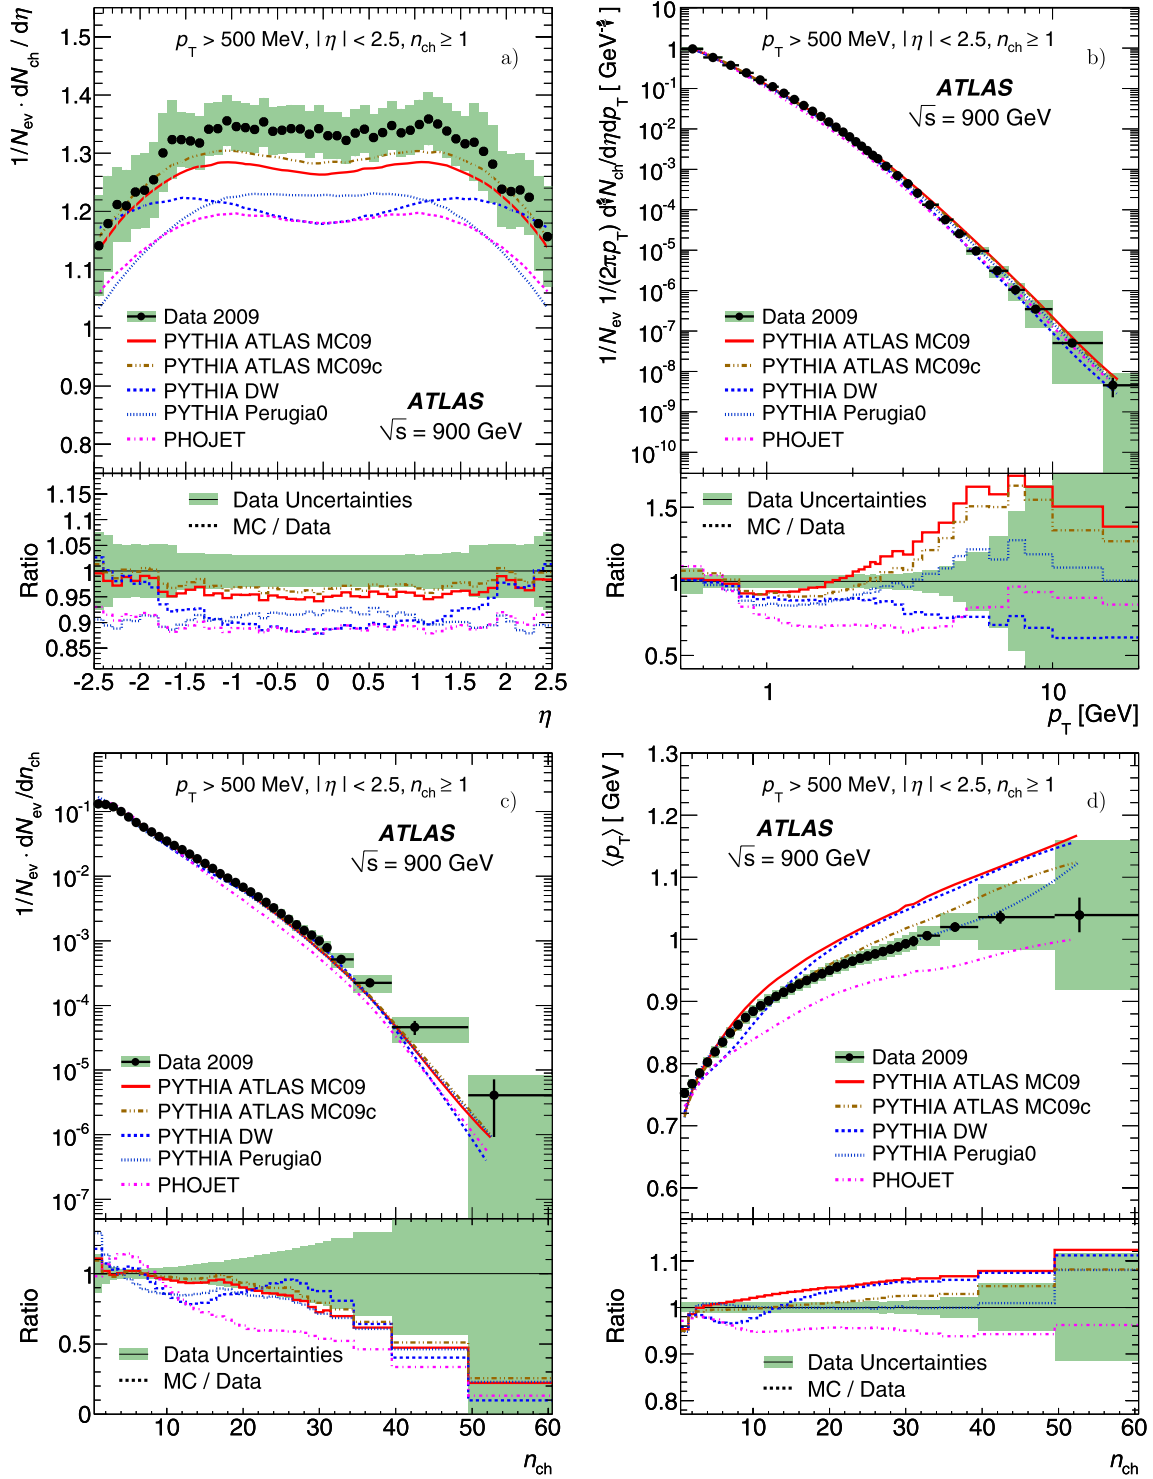 p_T > 500 MeV, | η | < 2.5, n_ch ≥ 1
a)
1/N_ev · dN_ch / dη
1.5
1.4
1.3
1.2
1.1
1
0.9
0.8
Data 2009
PYTHIA ATLAS MC09
PYTHIA ATLAS MC09c
PYTHIA DW
PYTHIA Perugia0
PHOJET
ATLAS
√s = 900 GeV
Ratio
1.15
1.1
1.05
1
0.95
0.9
0.85
Data Uncertainties
MC / Data
-2.5 -2 -1.5 -1 -0.5 0 0.5 1 1.5 2 2.5
η
p_T > 500 MeV, | η | < 2.5, n_ch ≥ 1
b)
ATLAS
√s = 900 GeV
10
1
10^-1
10^-2
10^-3
10^-4
10^-5
10^-6
10^-7
10^-8
10^-9
10^-10
Data 2009
PYTHIA ATLAS MC09
PYTHIA ATLAS MC09c
PYTHIA DW
PYTHIA Perugia0
PHOJET
Ratio
1.5
1
0.5
Data Uncertainties
MC / Data
1 10
p_T [GeV]
p_T > 500 MeV, | η | < 2.5, n_ch ≥ 1
c)
1/N_ev · dN_ev /dn_ch
ATLAS
√s = 900 GeV
10^-1
10^-2
10^-3
10^-4
10^-5
10^-6
10^-7
Data 2009
PYTHIA ATLAS MC09
PYTHIA ATLAS MC09c
PYTHIA DW
PYTHIA Perugia0
PHOJET
Ratio
1
0.5
0
Data Uncertainties
MC / Data
10 20 30 40 50 60
n_ch
p_T > 500 MeV, | η | < 2.5, n_ch ≥ 1
d)
⟨p_T⟩ [ GeV ]
ATLAS
√s = 900 GeV
1.3
1.2
1.1
1
0.9
0.8
0.7
0.6
Data 2009
PYTHIA ATLAS MC09
PYTHIA ATLAS MC09c
PYTHIA DW
PYTHIA Perugia0
PHOJET
Ratio
1.1
1
0.9
0.8
Data Uncertainties
MC / Data
10 20 30 40 50 60
n_ch